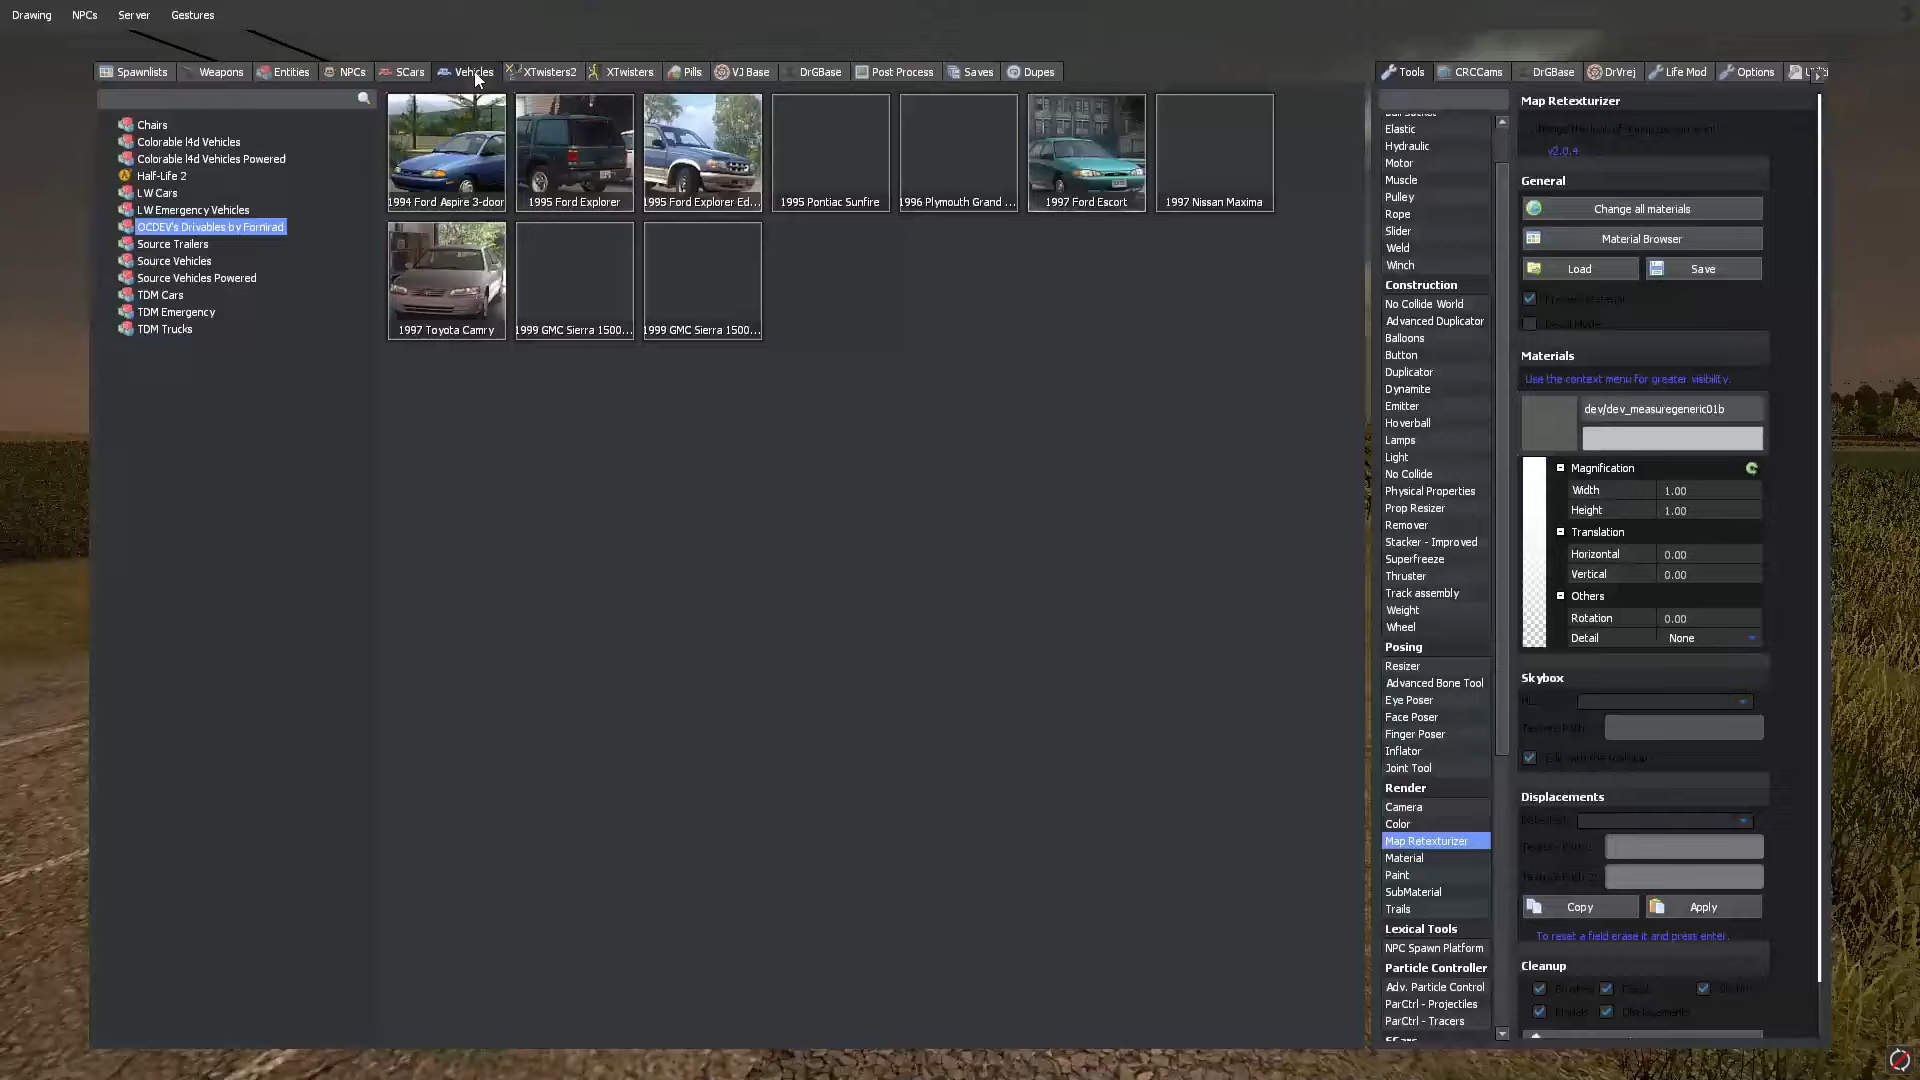 Drawing NPCs Server Gestures
Spawnlists Weapons Entities NPCs SCars Vehicles XTwisters2 XTwisters Pills VJ Base DrGBase Post Process Saves Dupes
Chairs
Colorable l4d Vehicles
Colorable l4d Vehicles Powered
Half-Life 2
LW Cars
LW Emergency Vehicles
OCDEV's Drivables by Fornirad
Source Trailers
Source Vehicles
Source Vehicles Powered
TDM Cars
TDM Emergency
TDM Trucks
1994 Ford Aspire 3-door
1995 Ford Explorer
1995 Ford Explorer Ed...
1995 Pontiac Sunfire
1996 Plymouth Grand ...
1997 Ford Escort
1997 Nissan Maxima
1997 Toyota Camry
1999 GMC Sierra 1500...
1999 GMC Sierra 1500...
Tools CRCCams DrGBase DrVrej Life Mod Options
Elastic
Hydraulic
Motor
Muscle
Pulley
Rope
Slider
Weld
Winch
Construction
No Collide World
Advanced Duplicator
Balloons
Button
Duplicator
Dynamite
Emitter
Hoverball
Lamps
Light
No Collide
Physical Properties
Prop Resizer
Remover
Stacker - Improved
Superfreeze
Thruster
Track assembly
Weight
Wheel
Posing
Resizer
Advanced Bone Tool
Eye Poser
Face Poser
Finger Poser
Inflator
Joint Tool
Render
Camera
Color
Map Retexturizer
Material
Paint
SubMaterial
Trails
Lexical Tools
NPC Spawn Platform
Particle Controller
Adv. Particle Control
ParCtrl - Projectiles
ParCtrl - Tracers
Map Retexturizer
v2.0.4
General
Change all materials
Material Browser
Load Save
Materials
Use the context menu for greater visibility.
dev/dev_measuregeneric01b
Magnification
Width 1.00
Height 1.00
Translation
Horizontal 0.00
Vertical 0.00
Others
Rotation 0.00
Detail None
Skybox
Displacements
Copy Apply
To reset a field erase it and press enter.
Cleanup